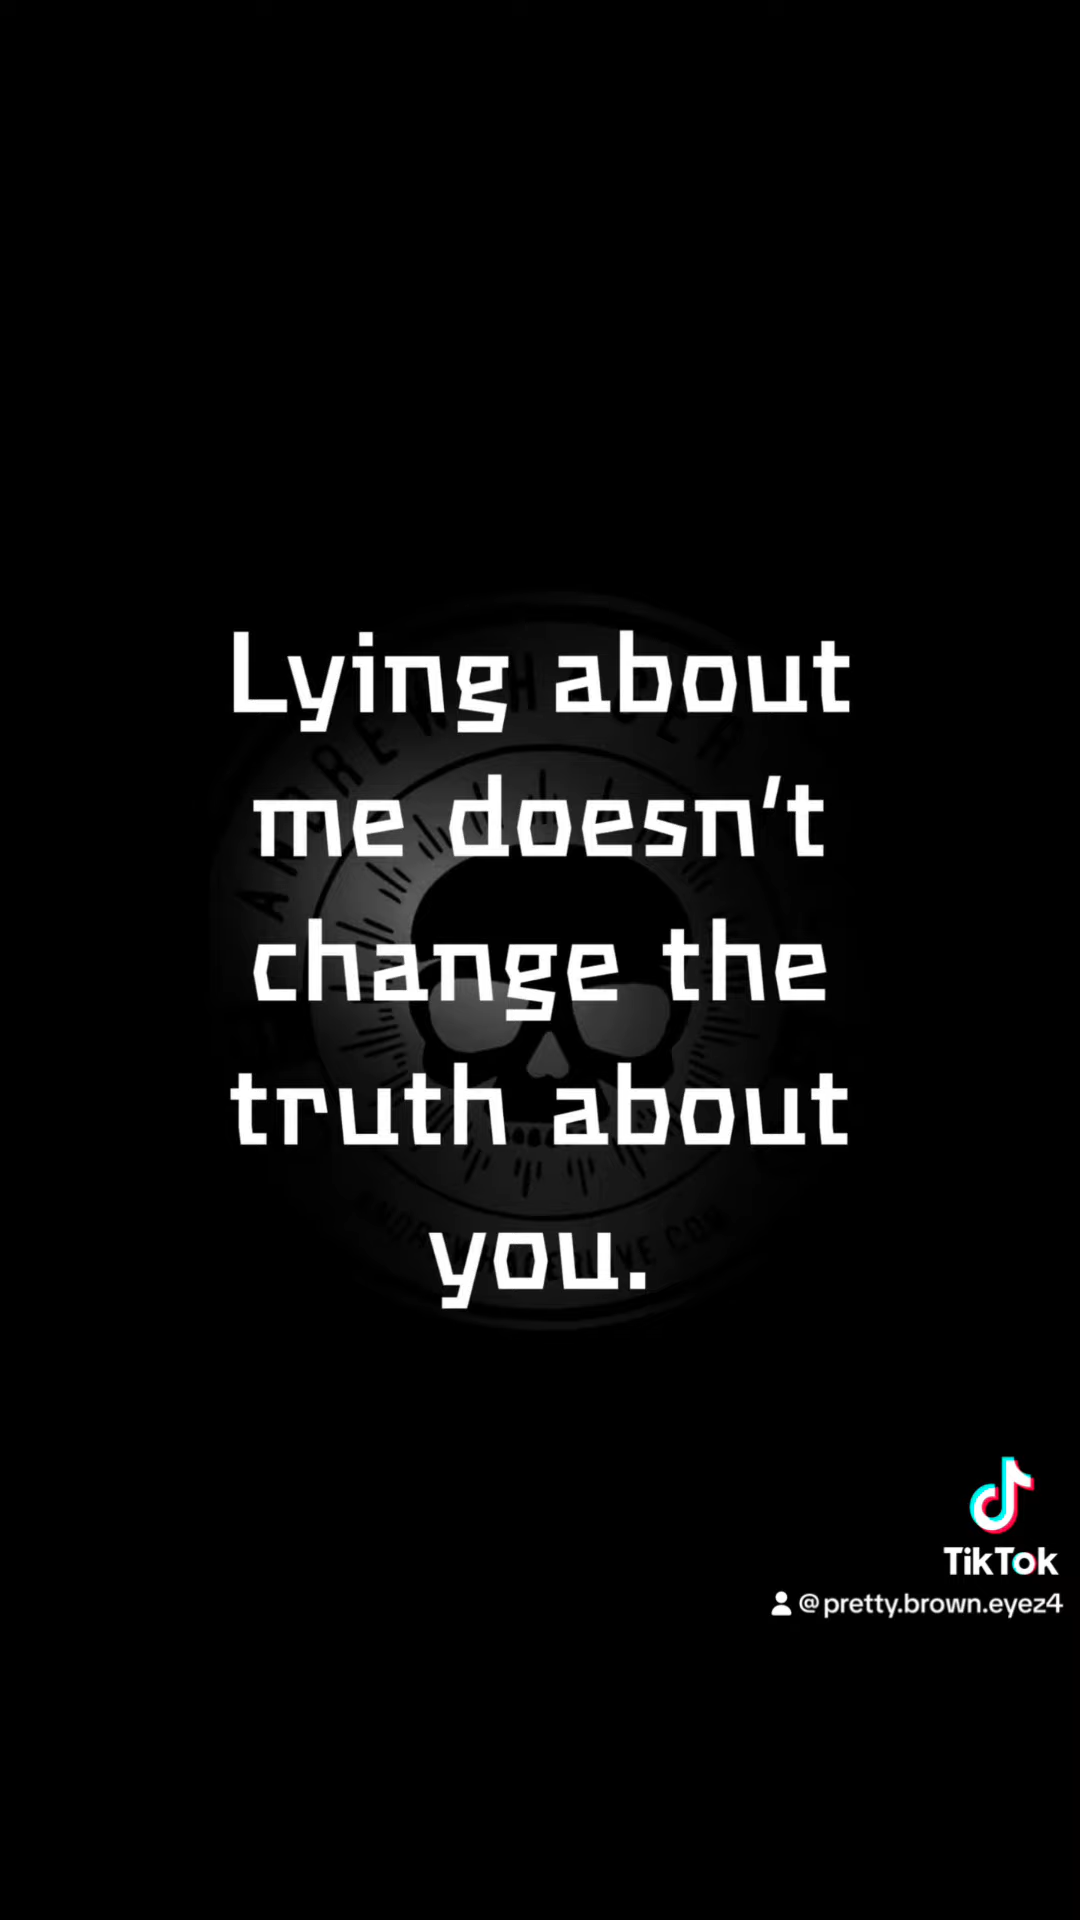 Lying about
me doesn't
change the
truth about
you.
TikTok
@pretty.brown.eyez4